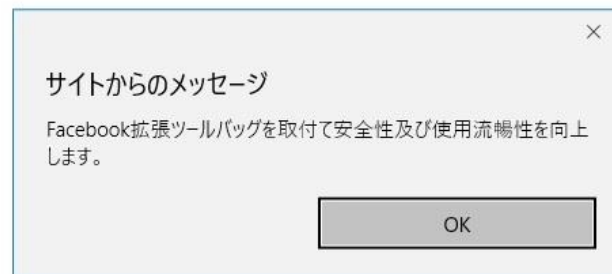 サイトからのメッセージ
Facebook拡張ツールバッグを取付て安全性及び使用流暢性を向上
します。
OK